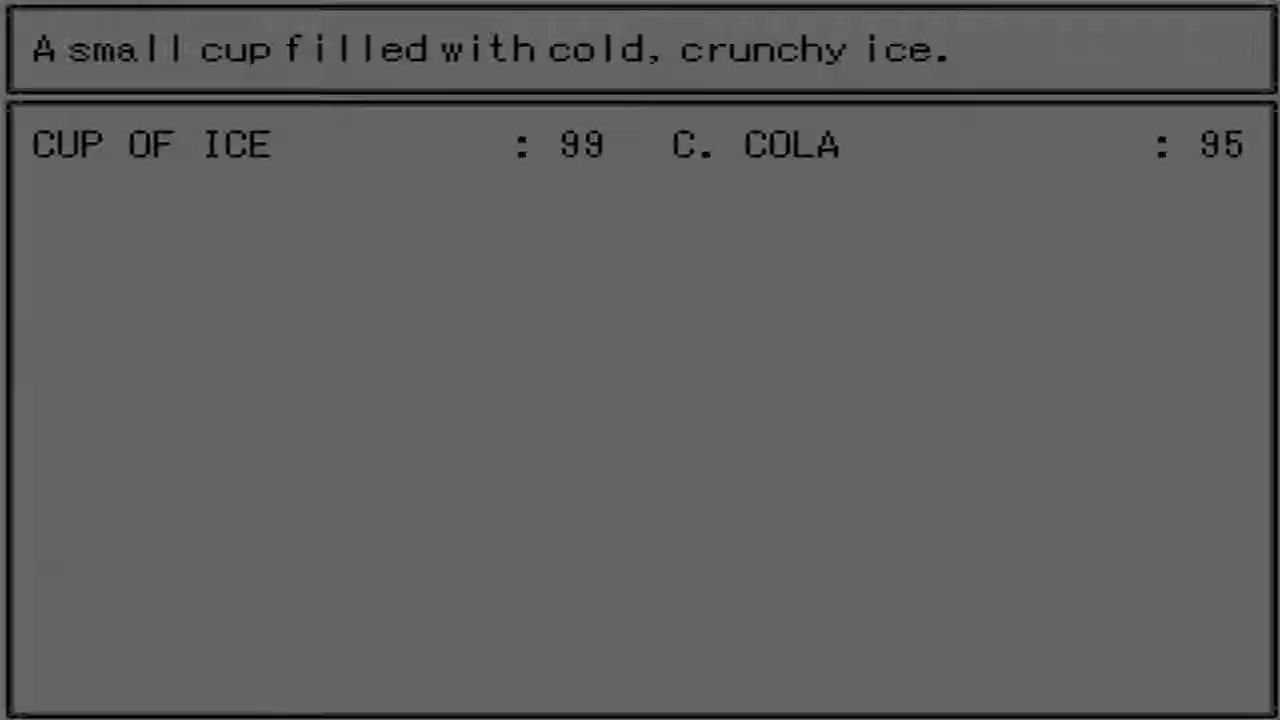 A small cup filled with cold, crunchy ice.
CUP OF ICE : 99 C. COLA : 95